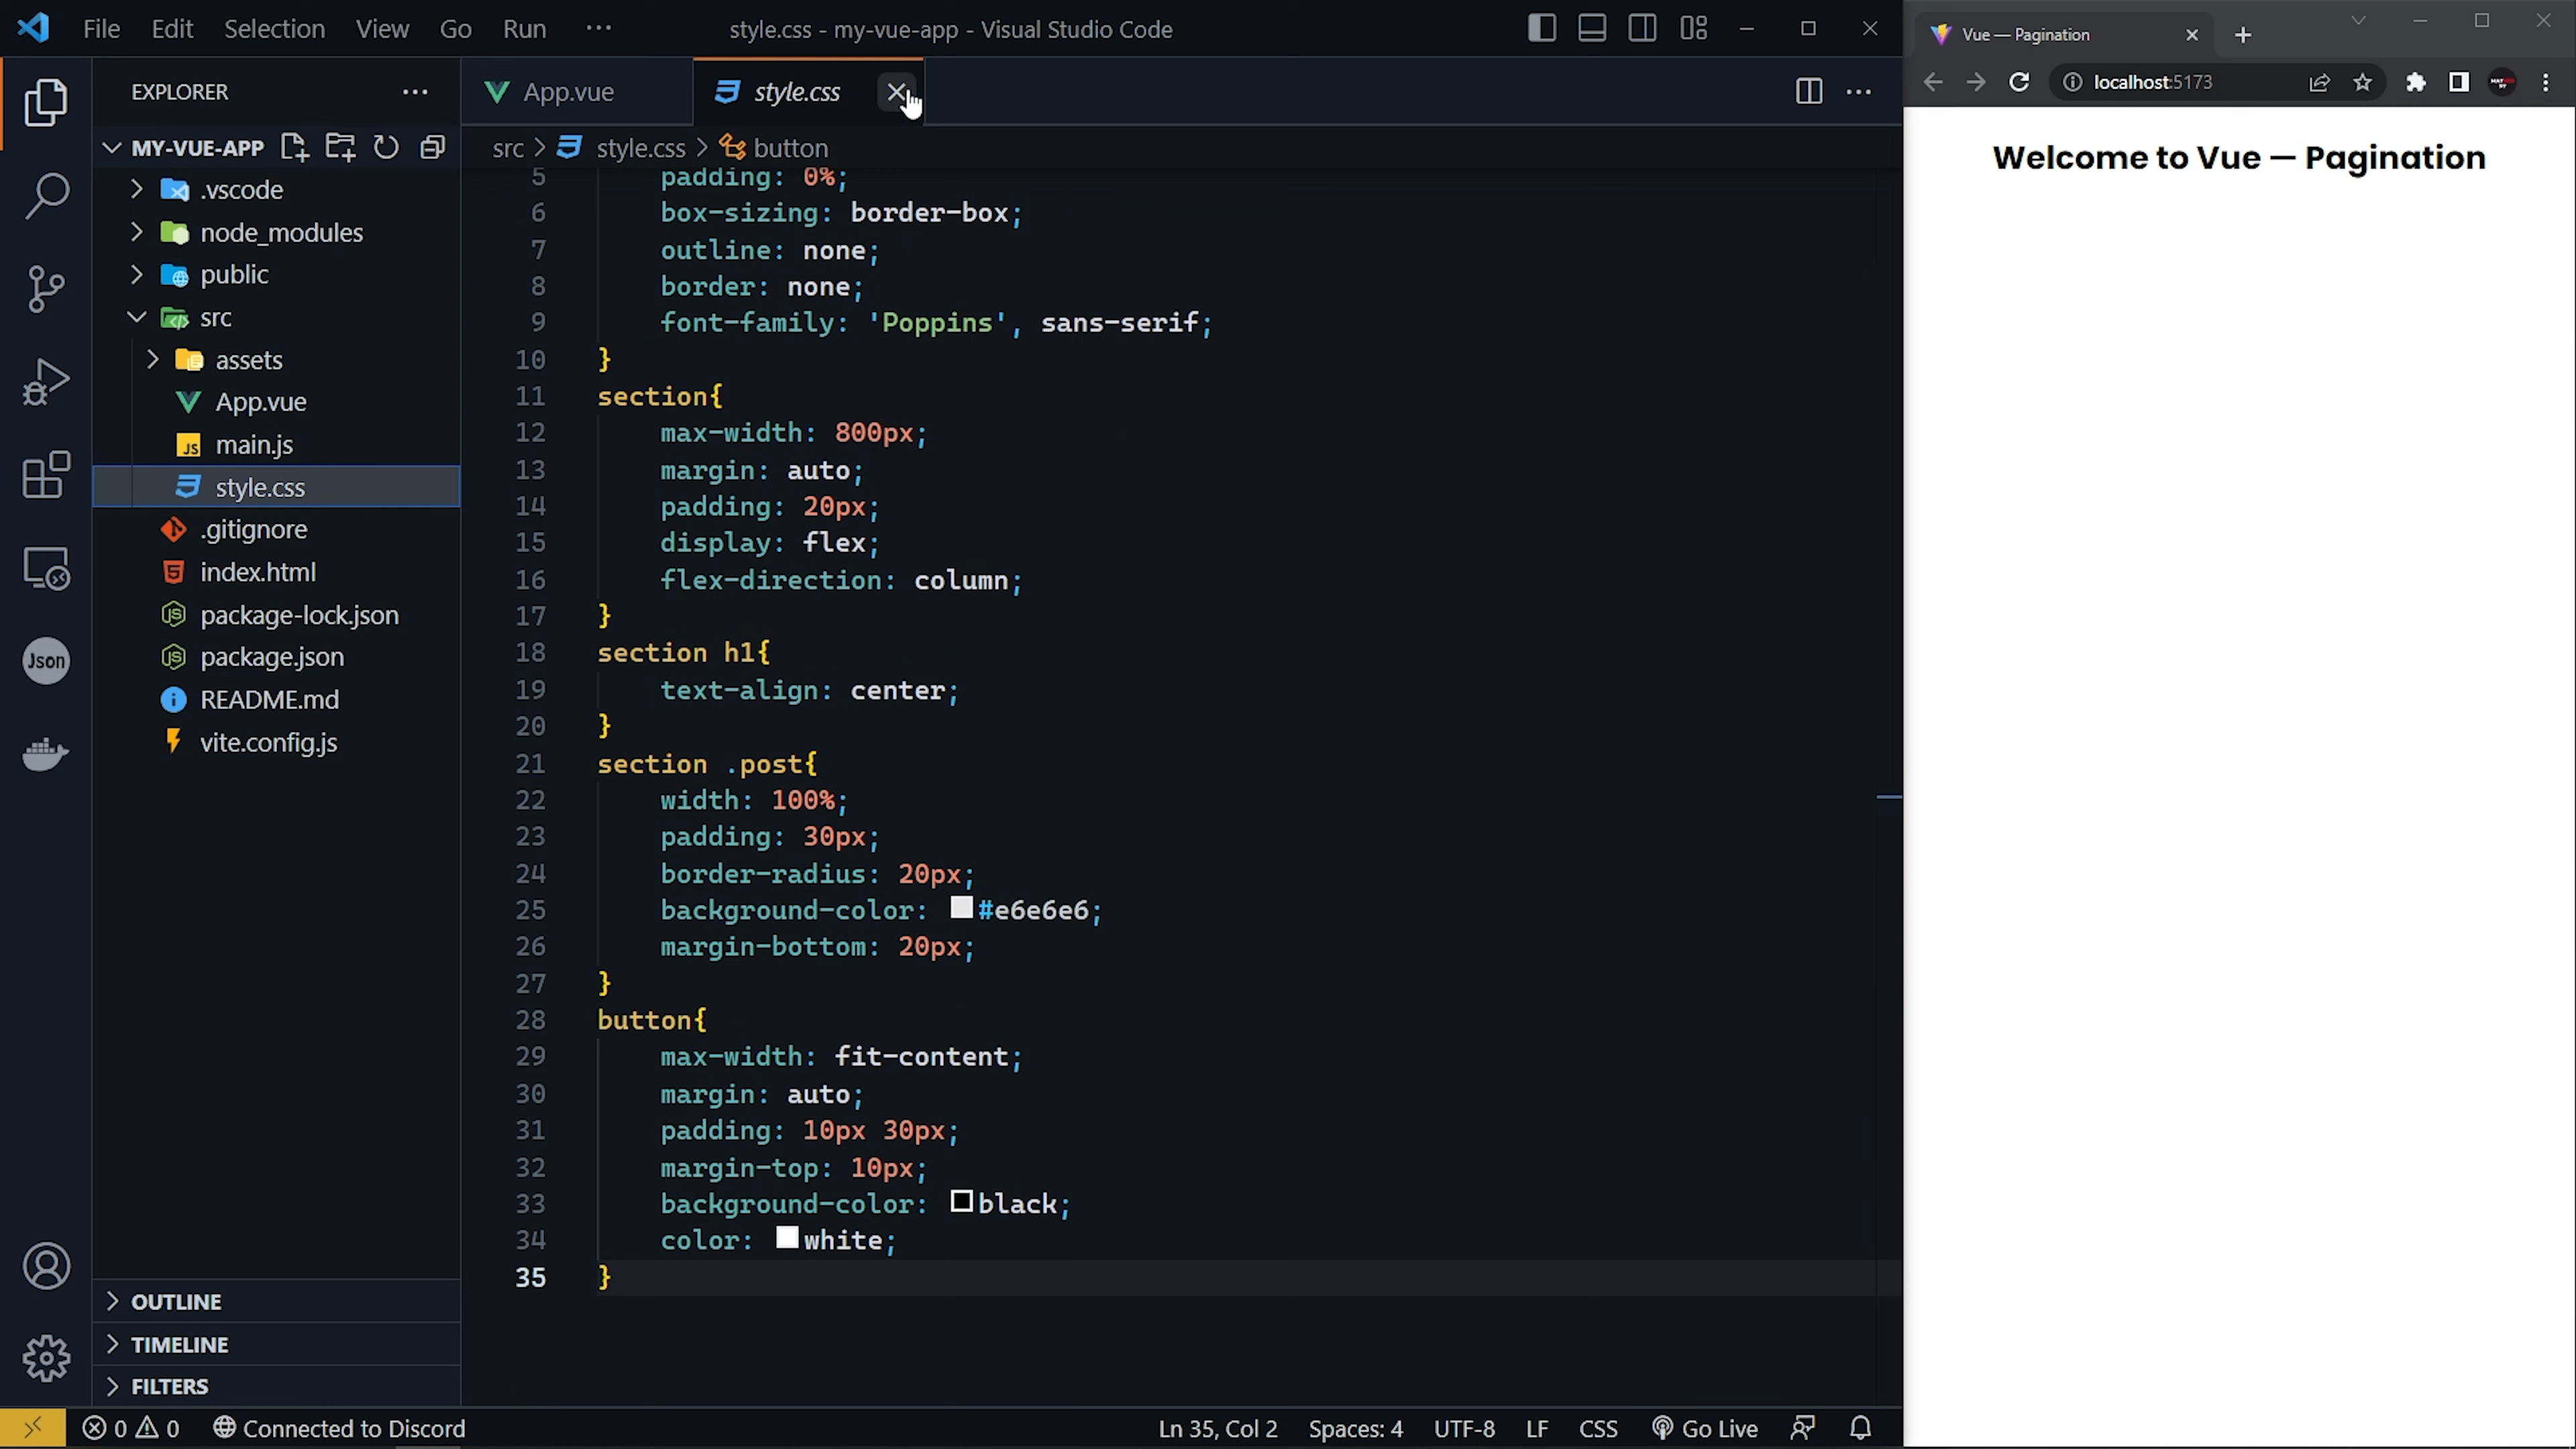 File Edit Selection View Go Run ··· style.css - my-vue-app - Visual Studio Code
EXPLORER ···
MY-VUE-APP
.vscode
node_modules
public
src
assets
App.vue
main.js
style.css
.gitignore
index.html
package-lock.json
package.json
README.md
vite.config.js
OUTLINE
TIMELINE
FILTERS
Json
App.vue style.css
src > style.css > button
5 padding: 0%;
6 box-sizing: border-box;
7 outline: none;
8 border: none;
9 font-family: 'Poppins', sans-serif;
10 }
11 section{
12 max-width: 800px;
13 margin: auto;
14 padding: 20px;
15 display: flex;
16 flex-direction: column;
17 }
18 section h1{
19 text-align: center;
20 }
21 section .post{
22 width: 100%;
23 padding: 30px;
24 border-radius: 20px;
25 background-color: #e6e6e6;
26 margin-bottom: 20px;
27 }
28 button{
29 max-width: fit-content;
30 margin: auto;
31 padding: 10px 30px;
32 margin-top: 10px;
33 background-color: black;
34 color: white;
35 }
0 0 Connected to Discord Ln 35, Col 2 Spaces: 4 UTF-8 LF CSS Go Live
Vue — Pagination
localhost:5173
Welcome to Vue — Pagination